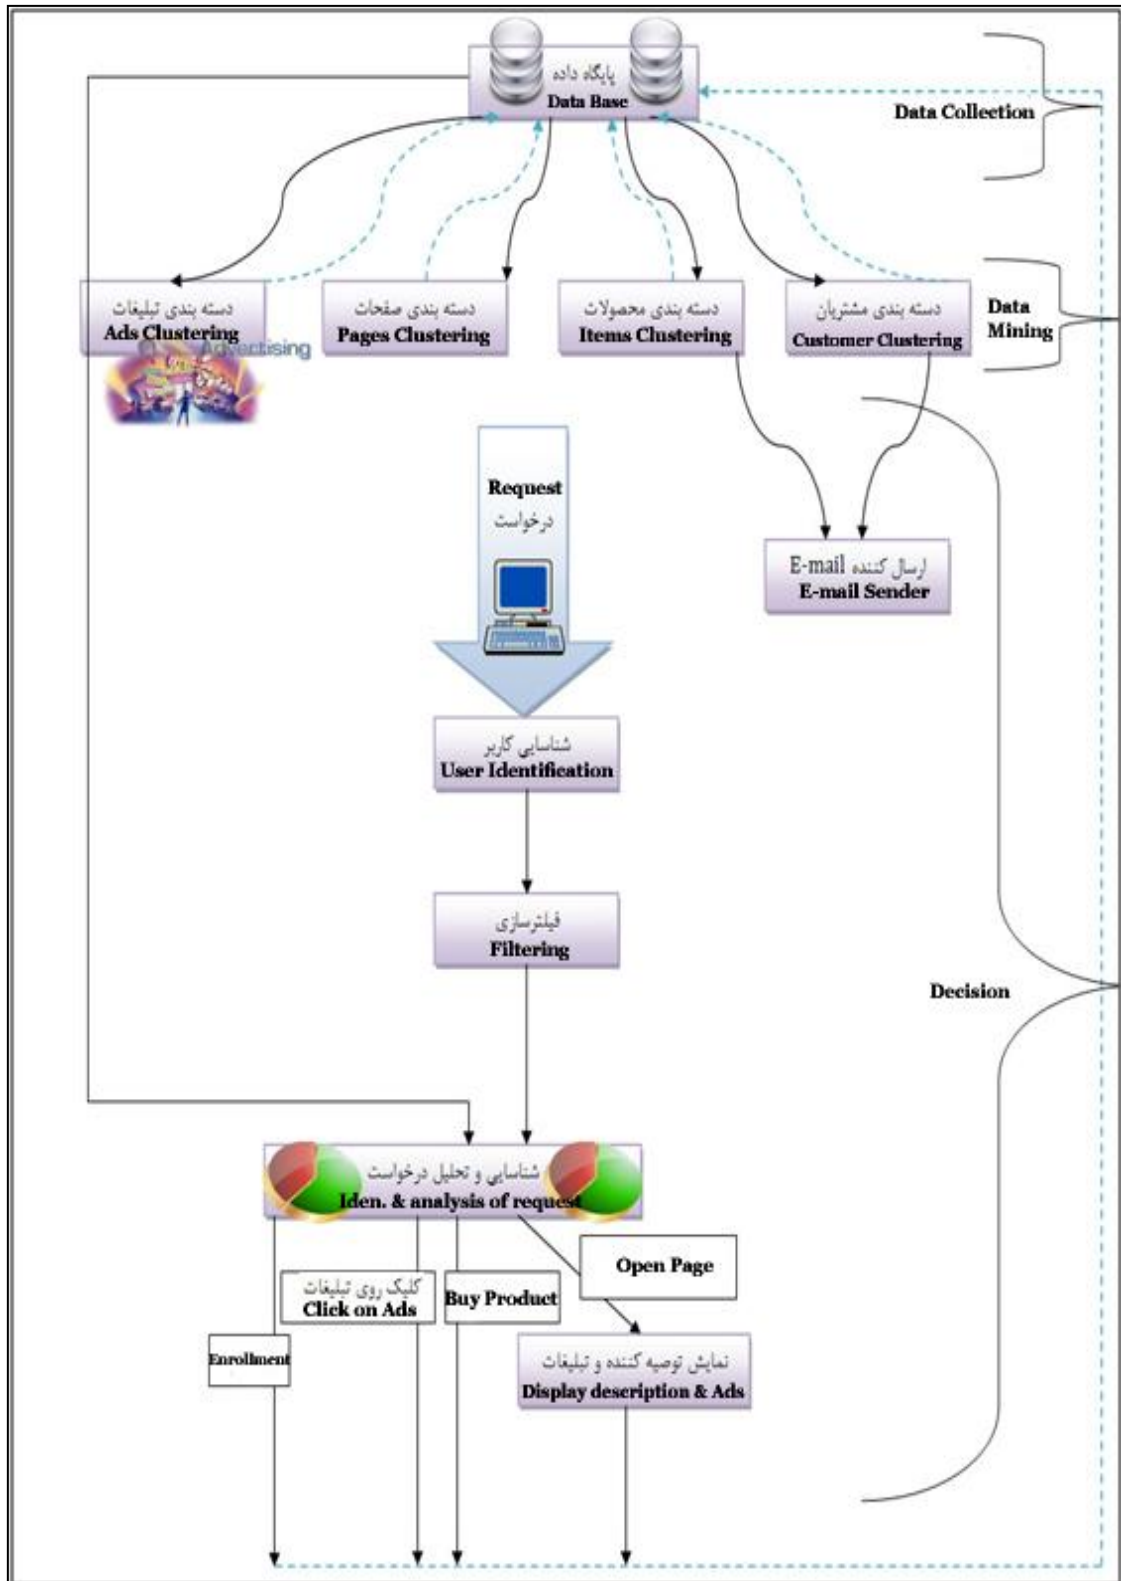 پایگاه داده
Data Base
Data Collection
دسته بندی تبلیغات
Ads Clustering
Advertising
دسته بندی صفحات
Pages Clustering
دسته بندی محصولات
Items Clustering
دسته بندی مشتریان
Customer Clustering
Data
Mining
Request
درخواست
ارسال کننده E-mail
E-mail Sender
شناسایی کاربر
User Identification
فیلترسازی
Filtering
Decision
شناسایی و تحلیل درخواست
Iden. & analysis of request
Open Page
کلیک روی تبلیغات
Click on Ads
Buy Product
Enrollment
نمایش توصیه کننده و تبلیغات
Display description & Ads